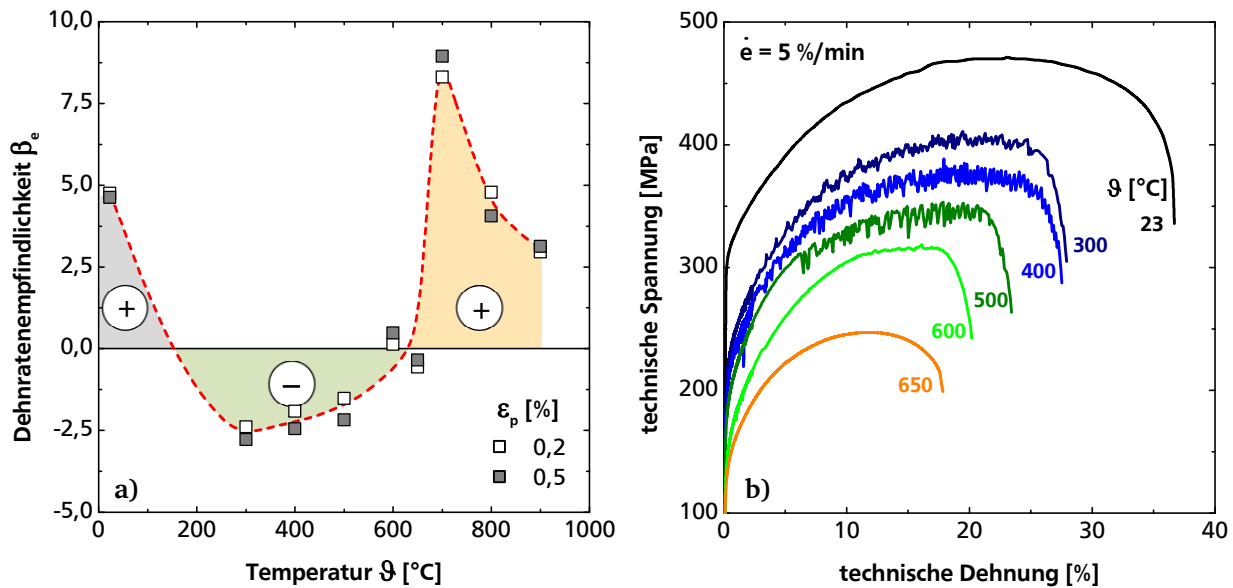 10,0
7,5
5,0
2,5
0,0
-2,5
-5,0
Dehnratenempfindlichkeit βe
+
−
+
εp [%]
0,2
0,5
a)
0 200 400 600 800 1000
Temperatur ϑ [°C]
500
400
300
200
100
technische Spannung [MPa]
ė = 5 %/min
ϑ [°C]
23
300
400
500
600
650
b)
0 10 20 30 40
technische Dehnung [%]